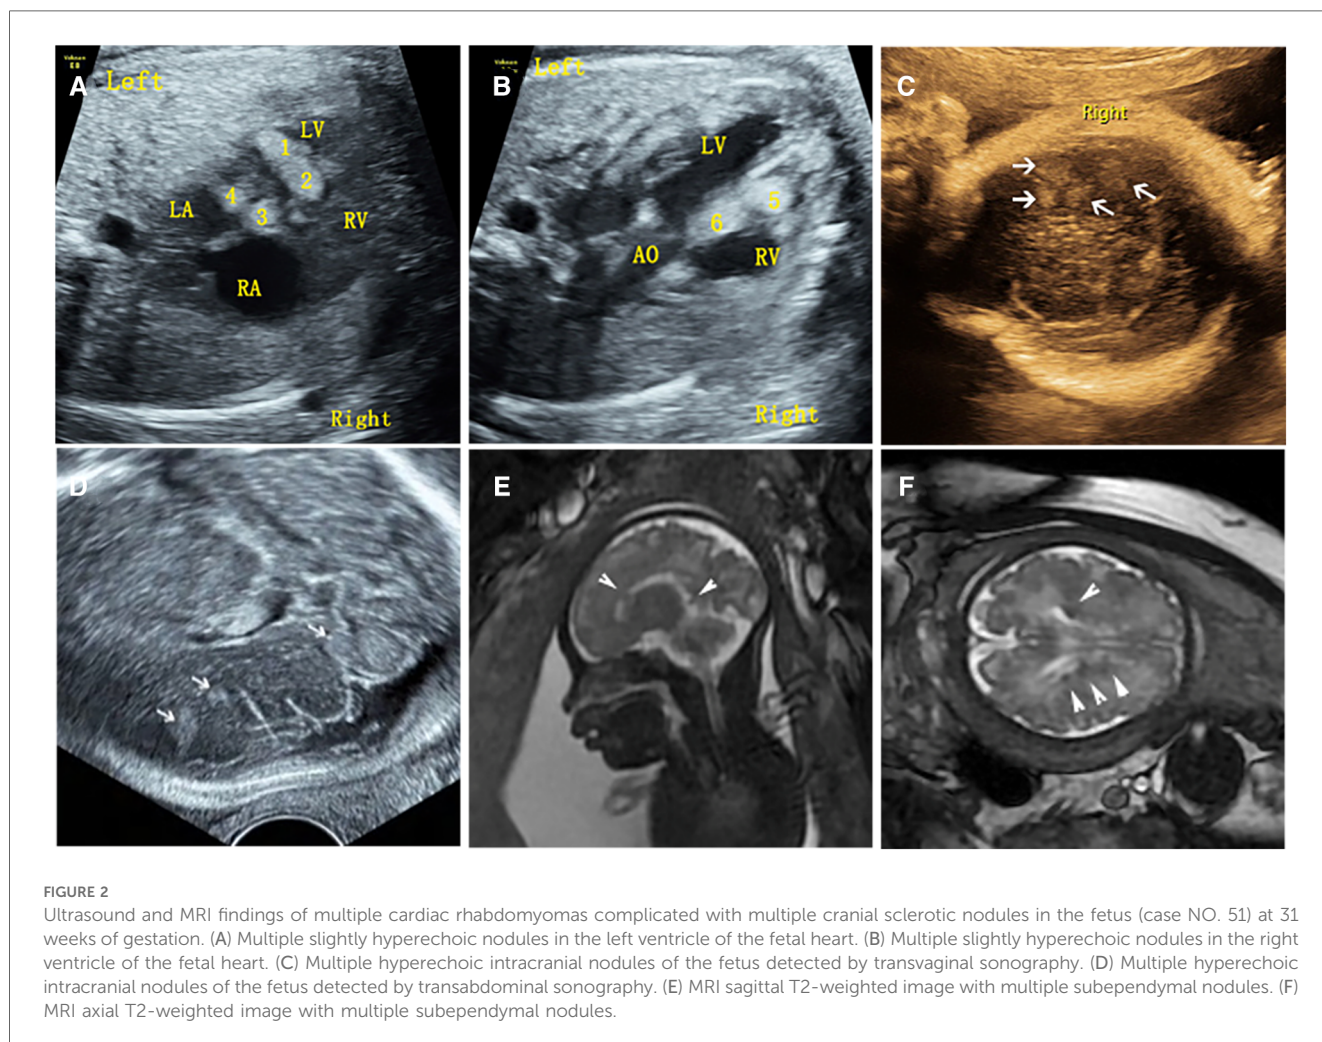 A
Left
LV
1
2
4
3
LA
RV
RA
Right
B
Left
LV
5
6
AO
RV
Right
C
Right
D
E
F
FIGURE 2
Ultrasound and MRI findings of multiple cardiac rhabdomyomas complicated with multiple cranial sclerotic nodules in the fetus (case NO. 51) at 31
weeks of gestation. (A) Multiple slightly hyperechoic nodules in the left ventricle of the fetal heart. (B) Multiple slightly hyperechoic nodules in the right
ventricle of the fetal heart. (C) Multiple hyperechoic intracranial nodules of the fetus detected by transvaginal sonography. (D) Multiple hyperechoic
intracranial nodules of the fetus detected by transabdominal sonography. (E) MRI sagittal T2-weighted image with multiple subependymal nodules. (F)
MRI axial T2-weighted image with multiple subependymal nodules.